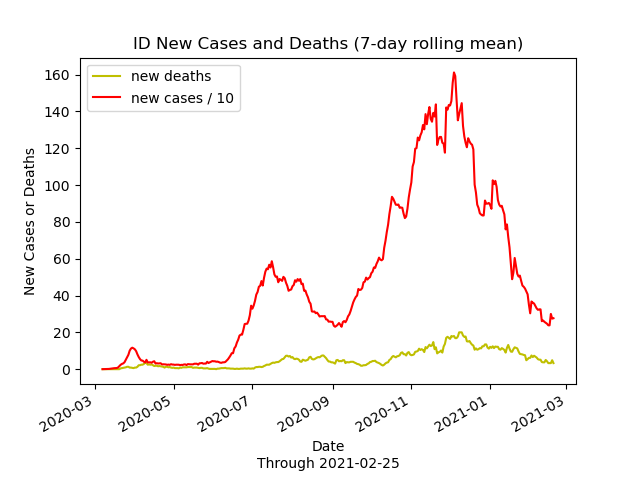 ID New Cases and Deaths (7-day rolling mean)
new deaths
new cases / 10
New Cases or Deaths
160
140
120
100
80
60
40
20
0
2020-03
2020-05
2020-07
2020-09
2020-11
2021-01
2021-03
Date
Through 2021-02-25